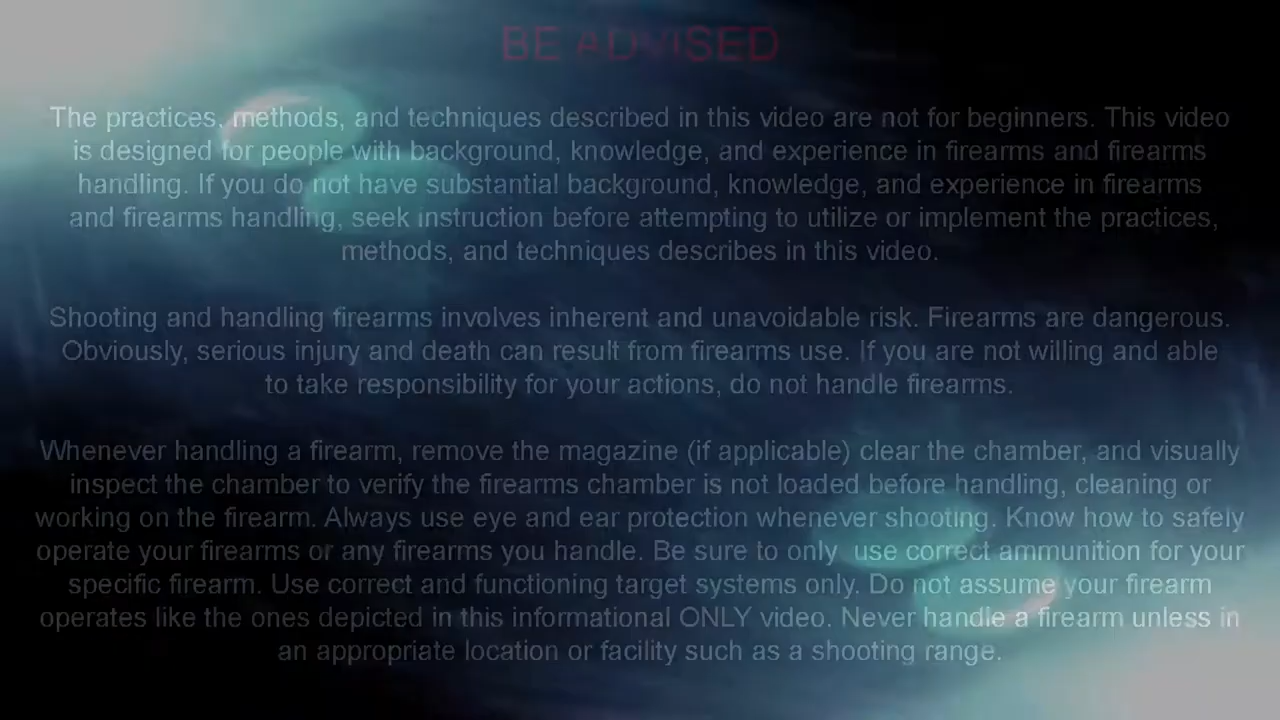 BE ADVISED
The practices, methods, and techniques described in this video are not for beginners. This video
is designed for people with background, knowledge, and experience in firearms and firearms
handling. If you do not have substantial background, knowledge, and experience in firearms
and firearms handling, seek instruction before attempting to utilize or implement the practices,
methods, and techniques describes in this video.
Shooting and handling firearms involves inherent and unavoidable risk. Firearms are dangerous.
Obviously, serious injury and death can result from firearms use. If you are not willing and able
to take responsibility for your actions, do not handle firearms.
Whenever handling a firearm, remove the magazine (if applicable) clear the chamber, and visually
inspect the chamber to verify the firearms chamber is not loaded before handling, cleaning or
working on the firearm. Always use eye and ear protection whenever shooting. Know how to safely
operate your firearms or any firearms you handle. Be sure to only use correct ammunition for your
specific firearm. Use correct and functioning target systems only. Do not assume your firearm
operates like the ones depicted in this informational ONLY video. Never handle a firearm unless in
an appropriate location or facility such as a shooting range.